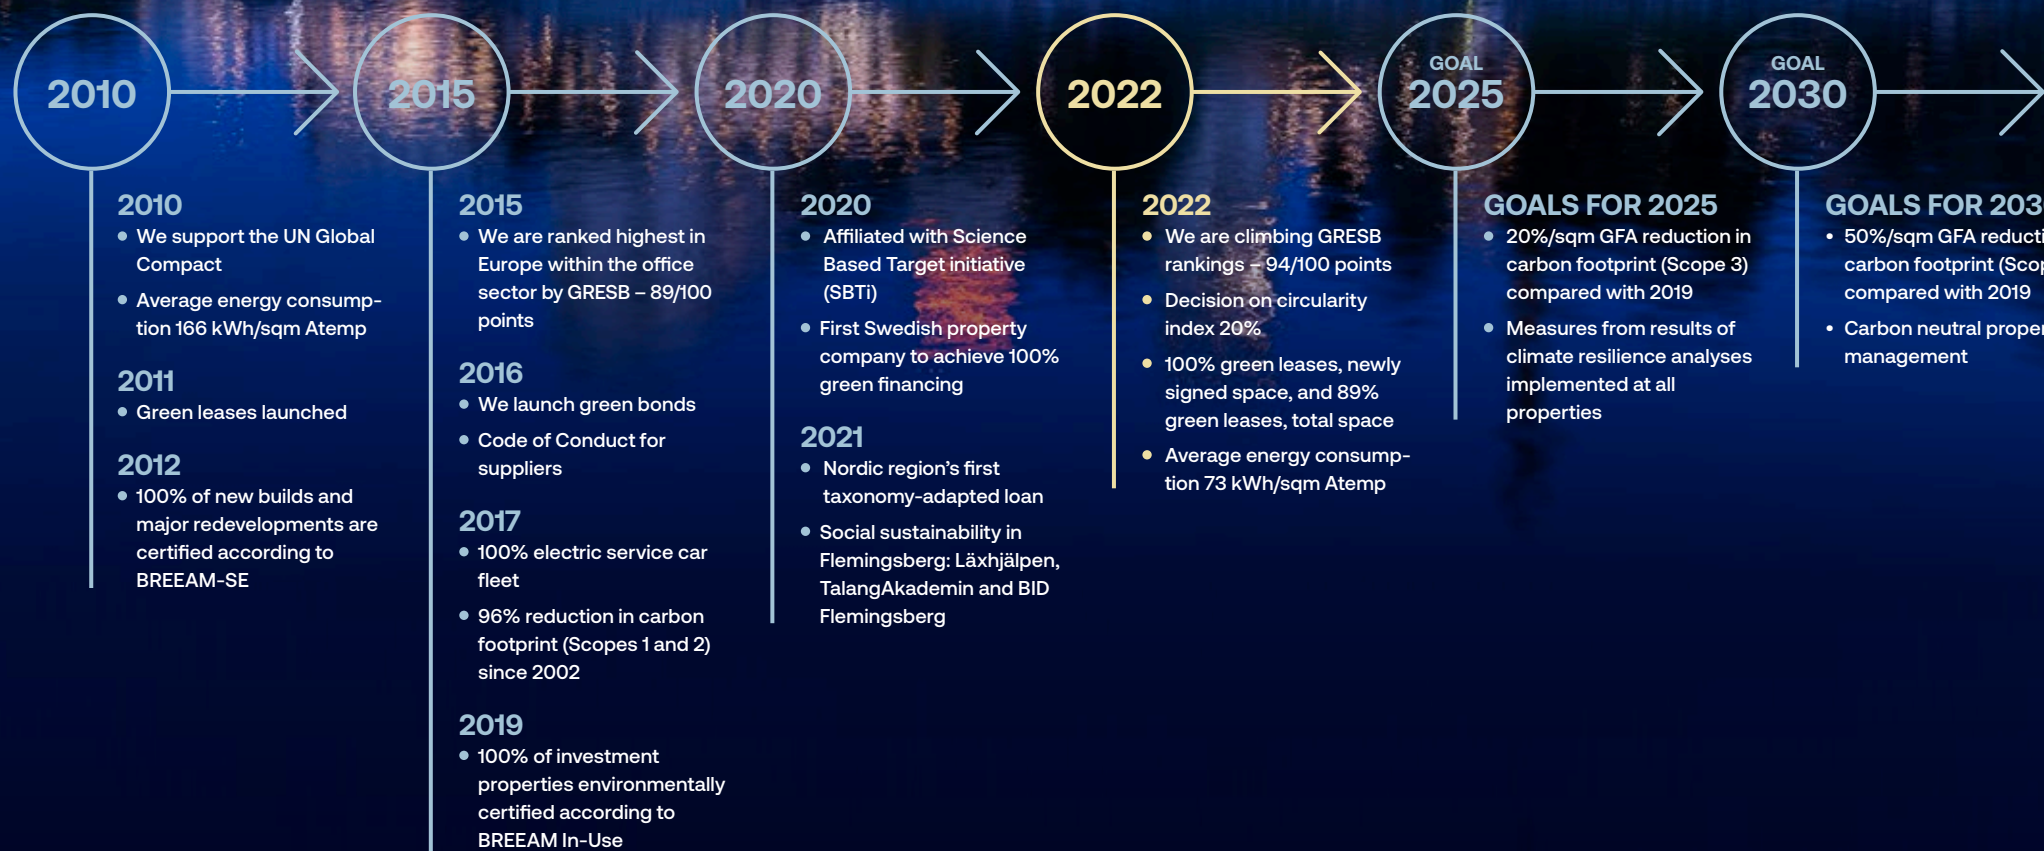 2010
2015
2020
2022
GOAL
2025
GOAL
2030
2010
We support the UN Global
Compact
Average energy consump-
tion 166 kWh/sqm Atemp
2011
Green leases launched
2012
100% of new builds and
major redevelopments are
certified according to
BREEAM-SE
2015
We are ranked highest in
Europe within the office
sector by GRESB – 89/100
points
2016
We launch green bonds
Code of Conduct for
suppliers
2017
100% electric service car
fleet
96% reduction in carbon
footprint (Scopes 1 and 2)
since 2002
2019
100% of investment
properties environmentally
certified according to
BREEAM In-Use
2020
Affiliated with Science
Based Target initiative
(SBTi)
First Swedish property
company to achieve 100%
green financing
2021
Nordic region’s first
taxonomy-adapted loan
Social sustainability in
Flemingsberg: Läxhjälpen,
TalangAkademin and BID
Flemingsberg
2022
We are climbing GRESB
rankings – 94/100 points
Decision on circularity
index 20%
100% green leases, newly
signed space, and 89%
green leases, total space
Average energy consump-
tion 73 kWh/sqm Atemp
GOALS FOR 2025
20%/sqm GFA reduction in
carbon footprint (Scope 3)
compared with 2019
Measures from results of
climate resilience analyses
implemented at all
properties
GOALS FOR
50%/sqm GFA
carbon footprint
compared with 2019
Carbon neutral
management